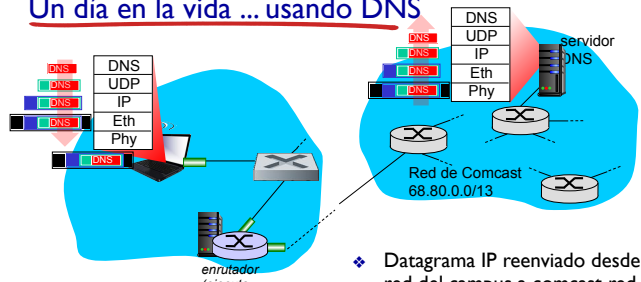 Un día en la vida ... usando DNS
DNS
UDP
IP
Eth
Phy
DNS
DNS
DNS
DNS
DNS
DNS
UDP
IP
Eth
Phy
DNS
DNS
DNS
DNS
servidor
DNS
Red de Comcast
68.80.0.0/13
enrutador
❖ Datagrama IP reenviado desde
red del campus a comcast red